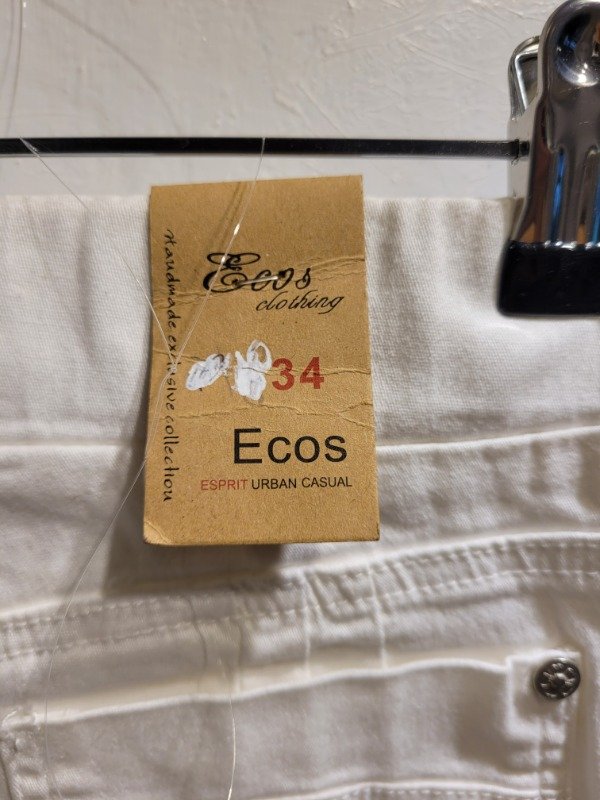 Handmade exclusive collection
Ecos
clothing
34
Ecos
ESPRIT URBAN CASUAL